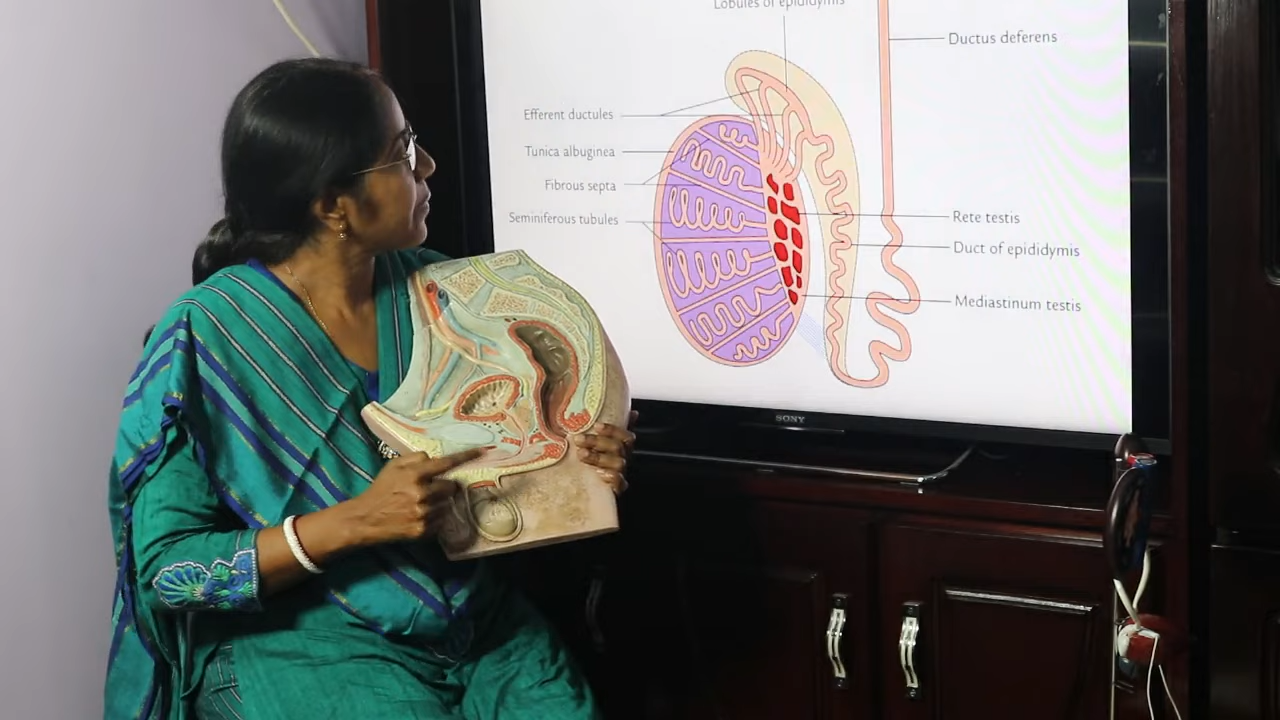 Lobules of epididymis
Ductus deferens
Efferent ductules
Tunica albuginea
Fibrous septa
Seminiferous tubules
Rete testis
Duct of epididymis
Mediastinum testis
SONY